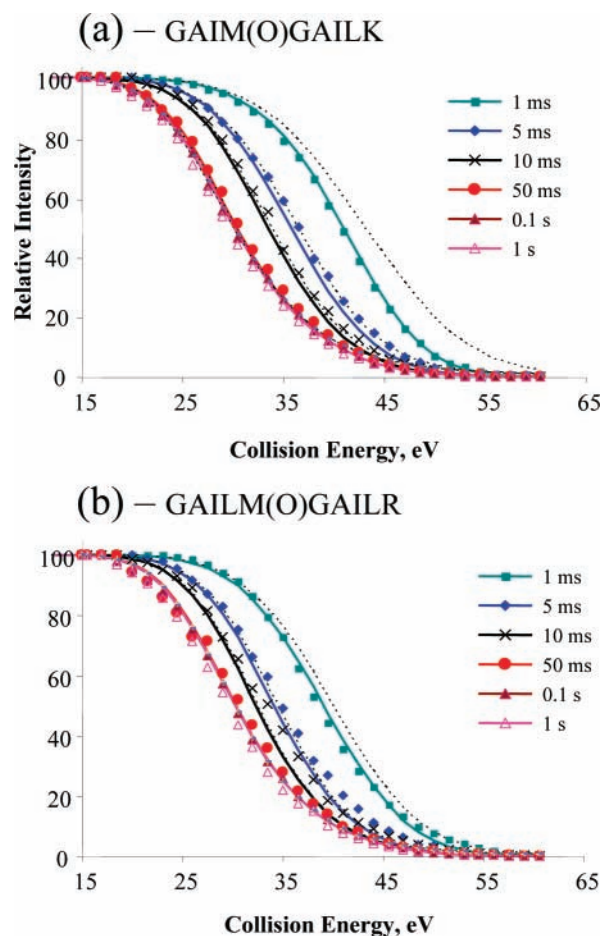 (a) – GAIM(O)GAILK
100
80
60
40
20
0
Relative Intensity
1 ms
5 ms
10 ms
50 ms
0.1 s
1 s
15 25 35 45 55 65
Collision Energy, eV
(b) – GAILM(O)GAILR
100
80
60
40
20
0
1 ms
5 ms
10 ms
50 ms
0.1 s
1 s
15 25 35 45 55 65
Collision Energy, eV